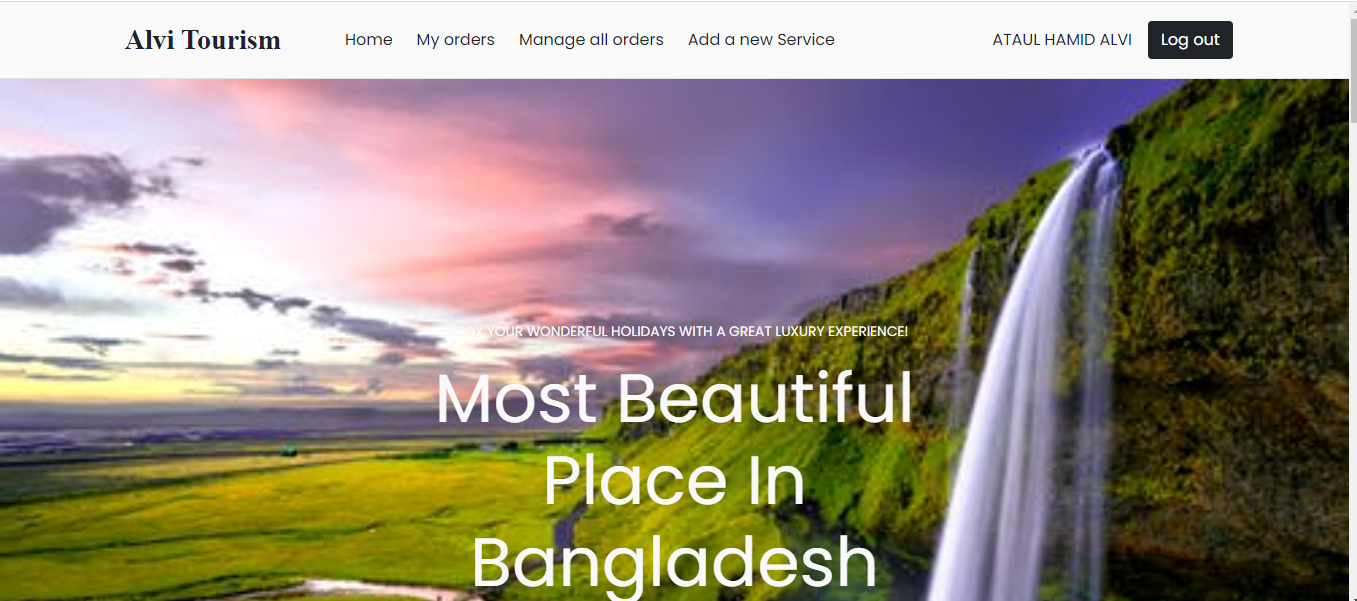 Alvi Tourism
Home
My orders
Manage all orders
Add a new Service
ATAUL HAMID ALVI
Log out
YOUR WONDERFUL HOLIDAYS WITH A GREAT LUXURY EXPERIENCE!
Most Beautiful
Place In
Bangladesh